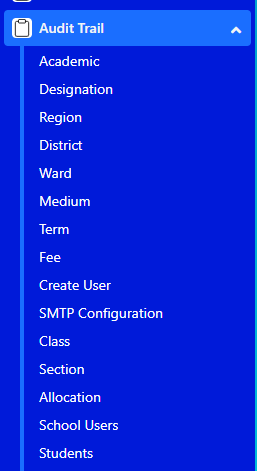 Audit Trail
Academic
Designation
Region
District
Ward
Medium
Term
Fee
Create User
SMTP Configuration
Class
Section
Allocation
School Users
Students